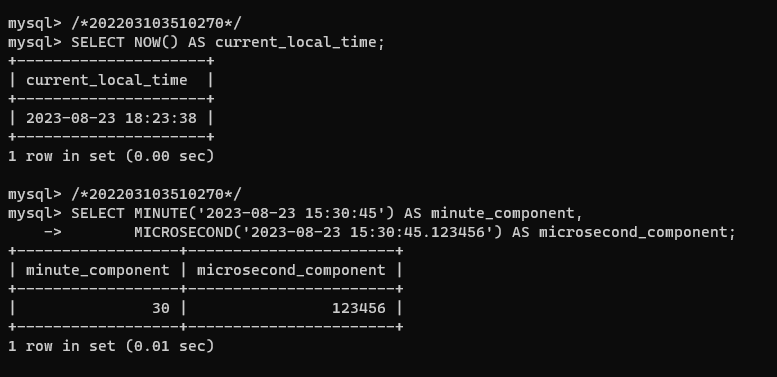 mysql> /*202203103510270*/
mysql> SELECT NOW() AS current_local_time;
+---------------------+
| current_local_time  |
+---------------------+
| 2023-08-23 18:23:38 |
+---------------------+
1 row in set (0.00 sec)

mysql> /*202203103510270*/
mysql> SELECT MINUTE('2023-08-23 15:30:45') AS minute_component,
    ->        MICROSECOND('2023-08-23 15:30:45.123456') AS microsecond_component;
+------------------+-----------------------+
| minute_component | microsecond_component |
+------------------+-----------------------+
|               30 |                123456 |
+------------------+-----------------------+
1 row in set (0.01 sec)